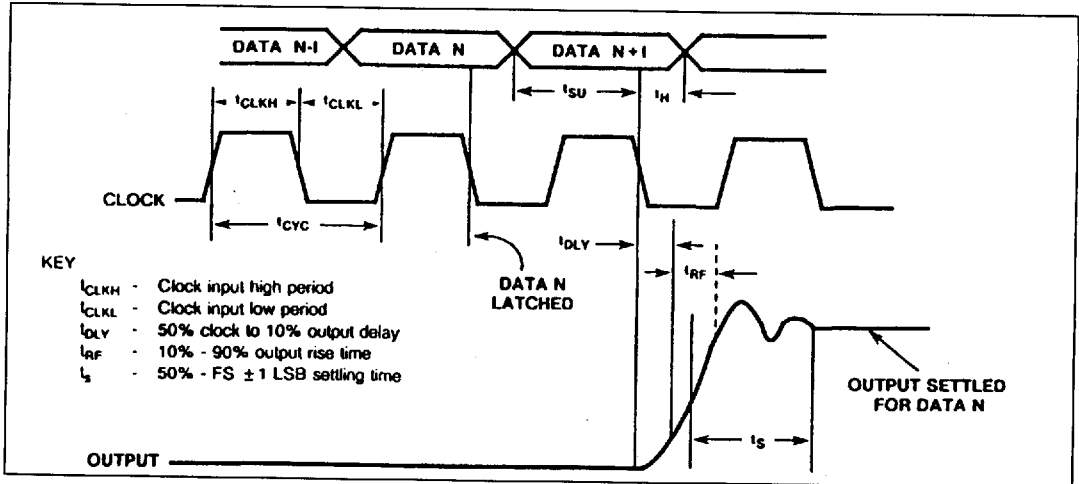 DATA N-1 DATA N DATA N+1
tCLKH tCLKL tSU tH
CLOCK
tCYC
tDLY
tRF
DATA N
LATCHED
KEY
tCLKH - Clock input high period
tCLKL - Clock input low period
tDLY - 50% clock to 10% output delay
tRF - 10% - 90% output rise time
ts - 50% - FS ±1 LSB settling time
OUTPUT SETTLED
FOR DATA N
tS
OUTPUT